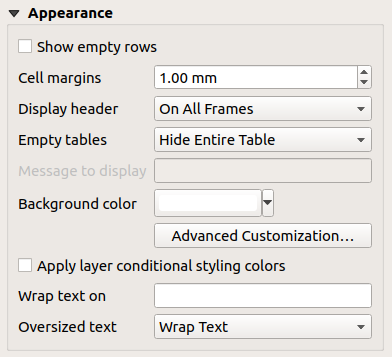 Appearance
Show empty rows
Cell margins 1.00 mm
Display header On All Frames
Empty tables Hide Entire Table
Message to display
Background color
Advanced Customization...
Apply layer conditional styling colors
Wrap text on
Oversized text Wrap Text